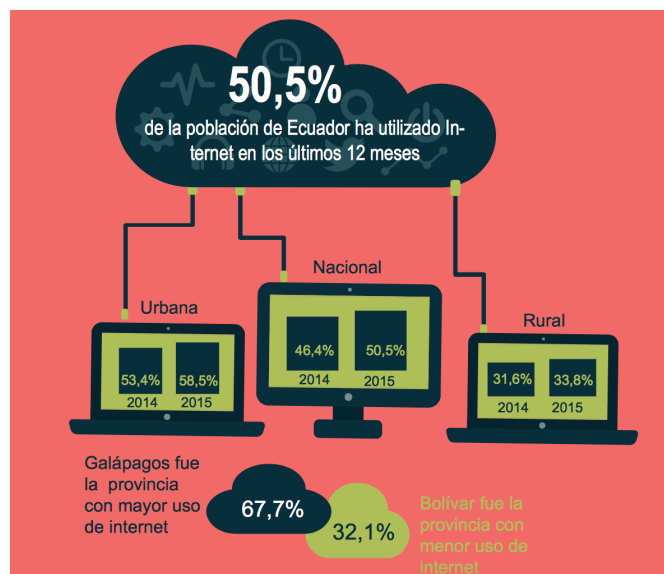 50,5%
de la población de Ecuador ha utilizado In-
ternet en los últimos 12 meses
Nacional
Urbana
Rural
53,4%
58,5%
2014
2015
46,4%
50,5%
2014
2015
31,6%
33,8%
2014
2015
Galápagos fue
la provincia
con mayor uso
de internet
67,7%
32,1%
Bolívar fue la
provincia con
menor uso de
internet